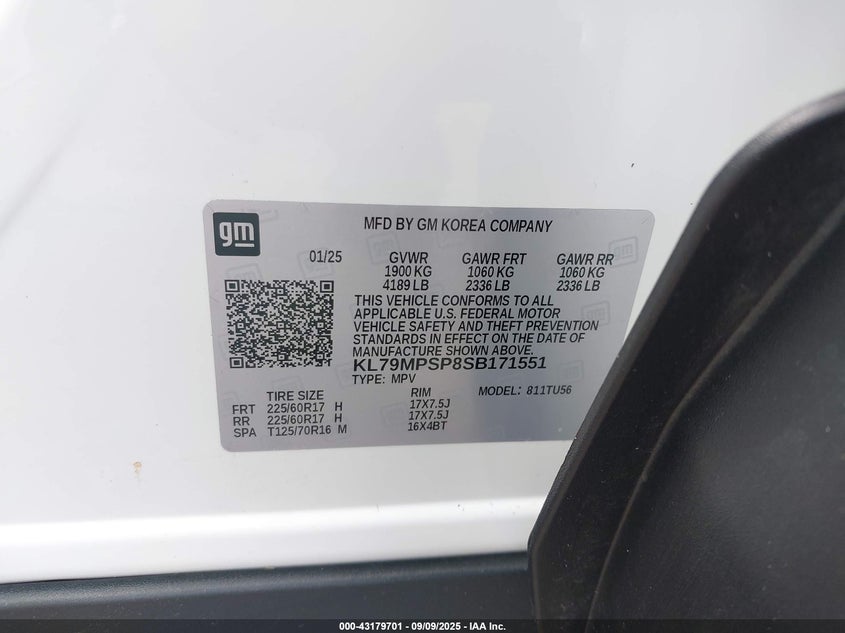 gm
MFD BY GM KOREA COMPANY
01/25 GVWR GAWR FRT GAWR RR
1900 KG 1060 KG 1060 KG
4189 LB 2336 LB 2336 LB
THIS VEHICLE CONFORMS TO ALL
APPLICABLE U.S. FEDERAL MOTOR
VEHICLE SAFETY AND THEFT PREVENTION
STANDARDS IN EFFECT ON THE DATE OF
MANUFACTURE SHOWN ABOVE.
KL79MPSP8SB171551
TYPE: MPV MODEL: 811TU56
TIRE SIZE RIM
FRT 225/60R17 H 17X7.5J
RR 225/60R17 H 17X7.5J
SPA T125/70R16 M 16X4BT
000-43179701 - 09/09/2025 - IAA Inc.